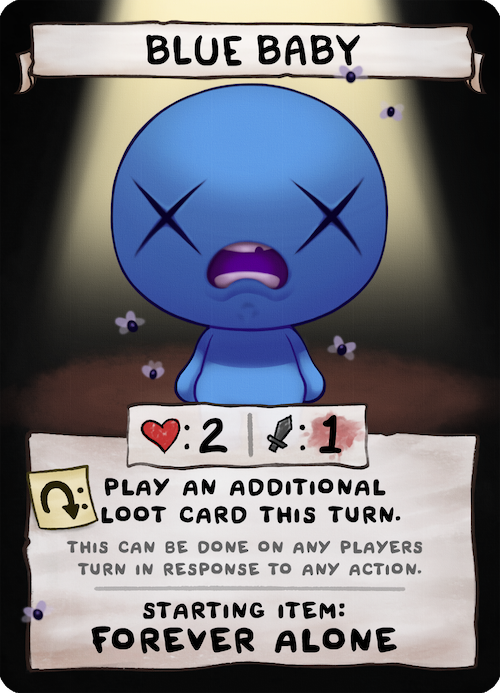 BLUE BABY
: 2 | : 1
: PLAY AN ADDITIONAL
LOOT CARD THIS TURN.
THIS CAN BE DONE ON ANY PLAYERS
TURN IN RESPONSE TO ANY ACTION.
STARTING ITEM:
FOREVER ALONE